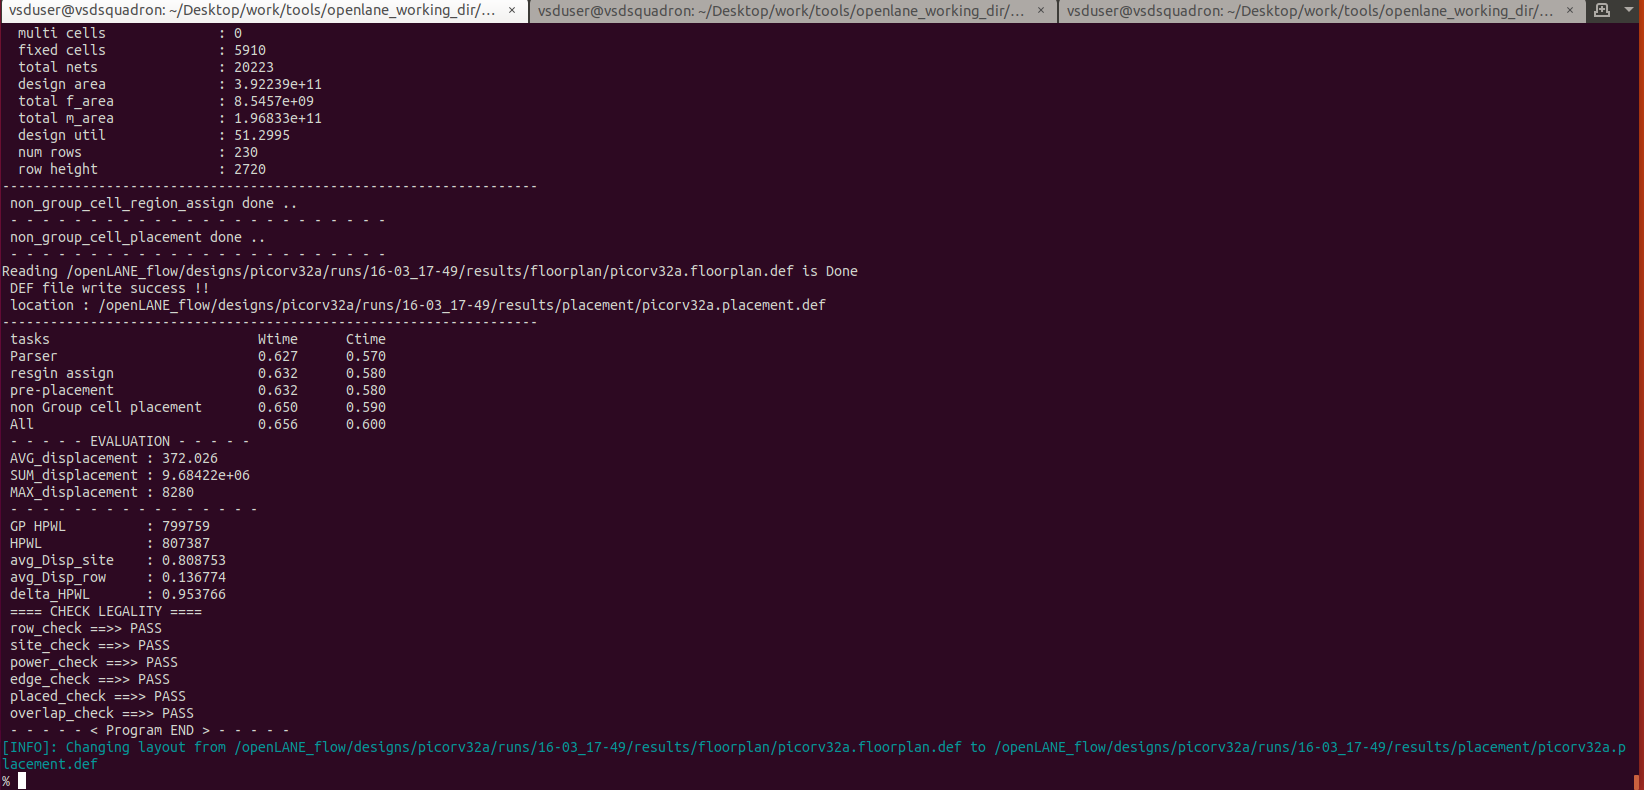 vsduser@vsdsquadron: ~/Desktop/work/tools/openlane_working_dir/... × vsduser@vsdsquadron: ~/Desktop/work/tools/openlane_working_dir/... × vsduser@vsdsquadron: ~/Desktop/work/tools/openlane_working_dir/... ×
multi cells : 0
fixed cells : 5910
total nets : 20223
design area : 3.92239e+11
total f_area : 8.5457e+09
total m_area : 1.96833e+11
design util : 51.2995
num rows : 230
row height : 2720
-------------------------------------------------------------------
non_group_cell_region_assign done ..
- - - - - - - - - - - - - - - - - - - - - - - -
non_group_cell_placement done ..
- - - - - - - - - - - - - - - - - - - - - - - -
Reading /openLANE_flow/designs/picorv32a/runs/16-03_17-49/results/floorplan/picorv32a.floorplan.def is Done
DEF file write success !!
location : /openLANE_flow/designs/picorv32a/runs/16-03_17-49/results/placement/picorv32a.placement.def
-------------------------------------------------------------------
tasks Wtime Ctime
Parser 0.627 0.570
resgin assign 0.632 0.580
pre-placement 0.632 0.580
non Group cell placement 0.650 0.590
All 0.656 0.600
- - - - - EVALUATION - - - - -
AVG_displacement : 372.026
SUM_displacement : 9.68422e+06
MAX_displacement : 8280
- - - - - - - - - - - - - - - -
GP HPWL : 799759
HPWL : 807387
avg_Disp_site : 0.808753
avg_Disp_row : 0.136774
delta_HPWL : 0.953766
==== CHECK LEGALITY ====
row_check ==>> PASS
site_check ==>> PASS
power_check ==>> PASS
edge_check ==>> PASS
placed_check ==>> PASS
overlap_check ==>> PASS
- - - - - < Program END > - - - - -
[INFO]: Changing layout from /openLANE_flow/designs/picorv32a/runs/16-03_17-49/results/floorplan/picorv32a.floorplan.def to /openLANE_flow/designs/picorv32a/runs/16-03_17-49/results/placement/picorv32a.p
lacement.def
%